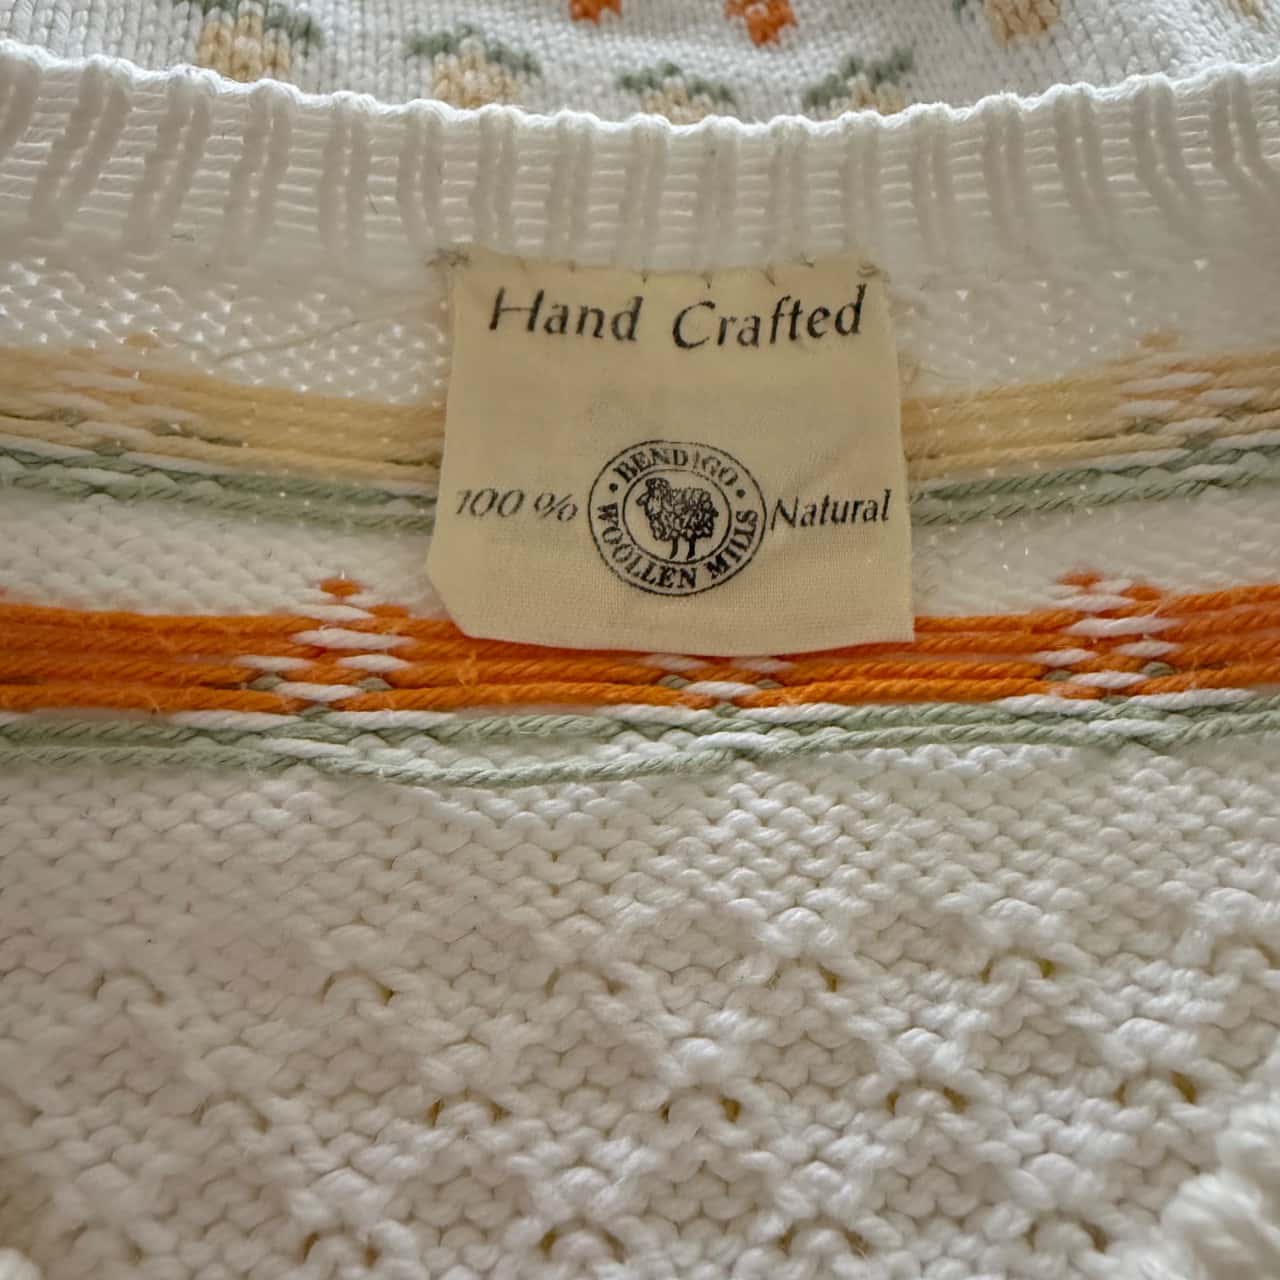 Hand Crafted
100% BENDIGO WOOLLEN MILLS Natural